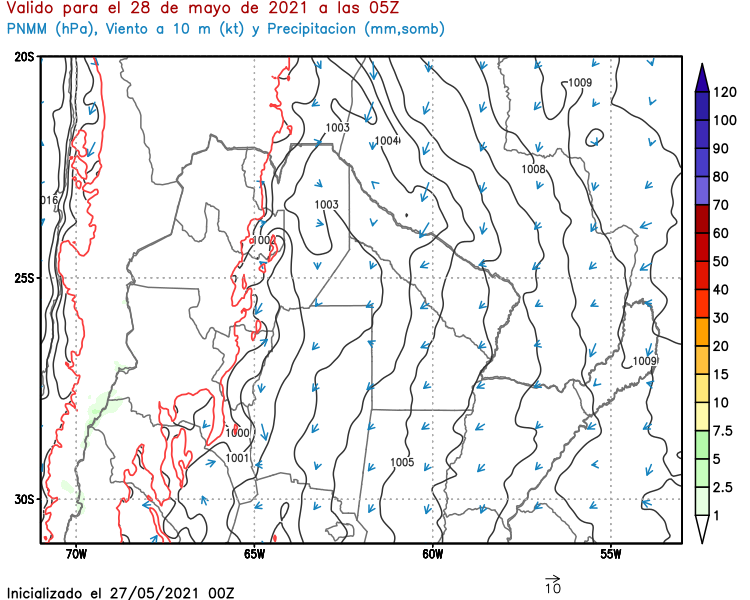 Valido para el 28 de mayo de 2021 a las 05Z
PNMM (hPa), Viento a 10 m (kt) y Precipitacion (mm,somb)
20S
25S
30S
70W
65W
60W
55W
1009
1003
1004
1008
016
1003
1002
1009
1000
1001
1005
120
100
90
80
70
60
50
40
30
20
15
10
7.5
5
2.5
1
10
Inicializado el 27/05/2021 00Z